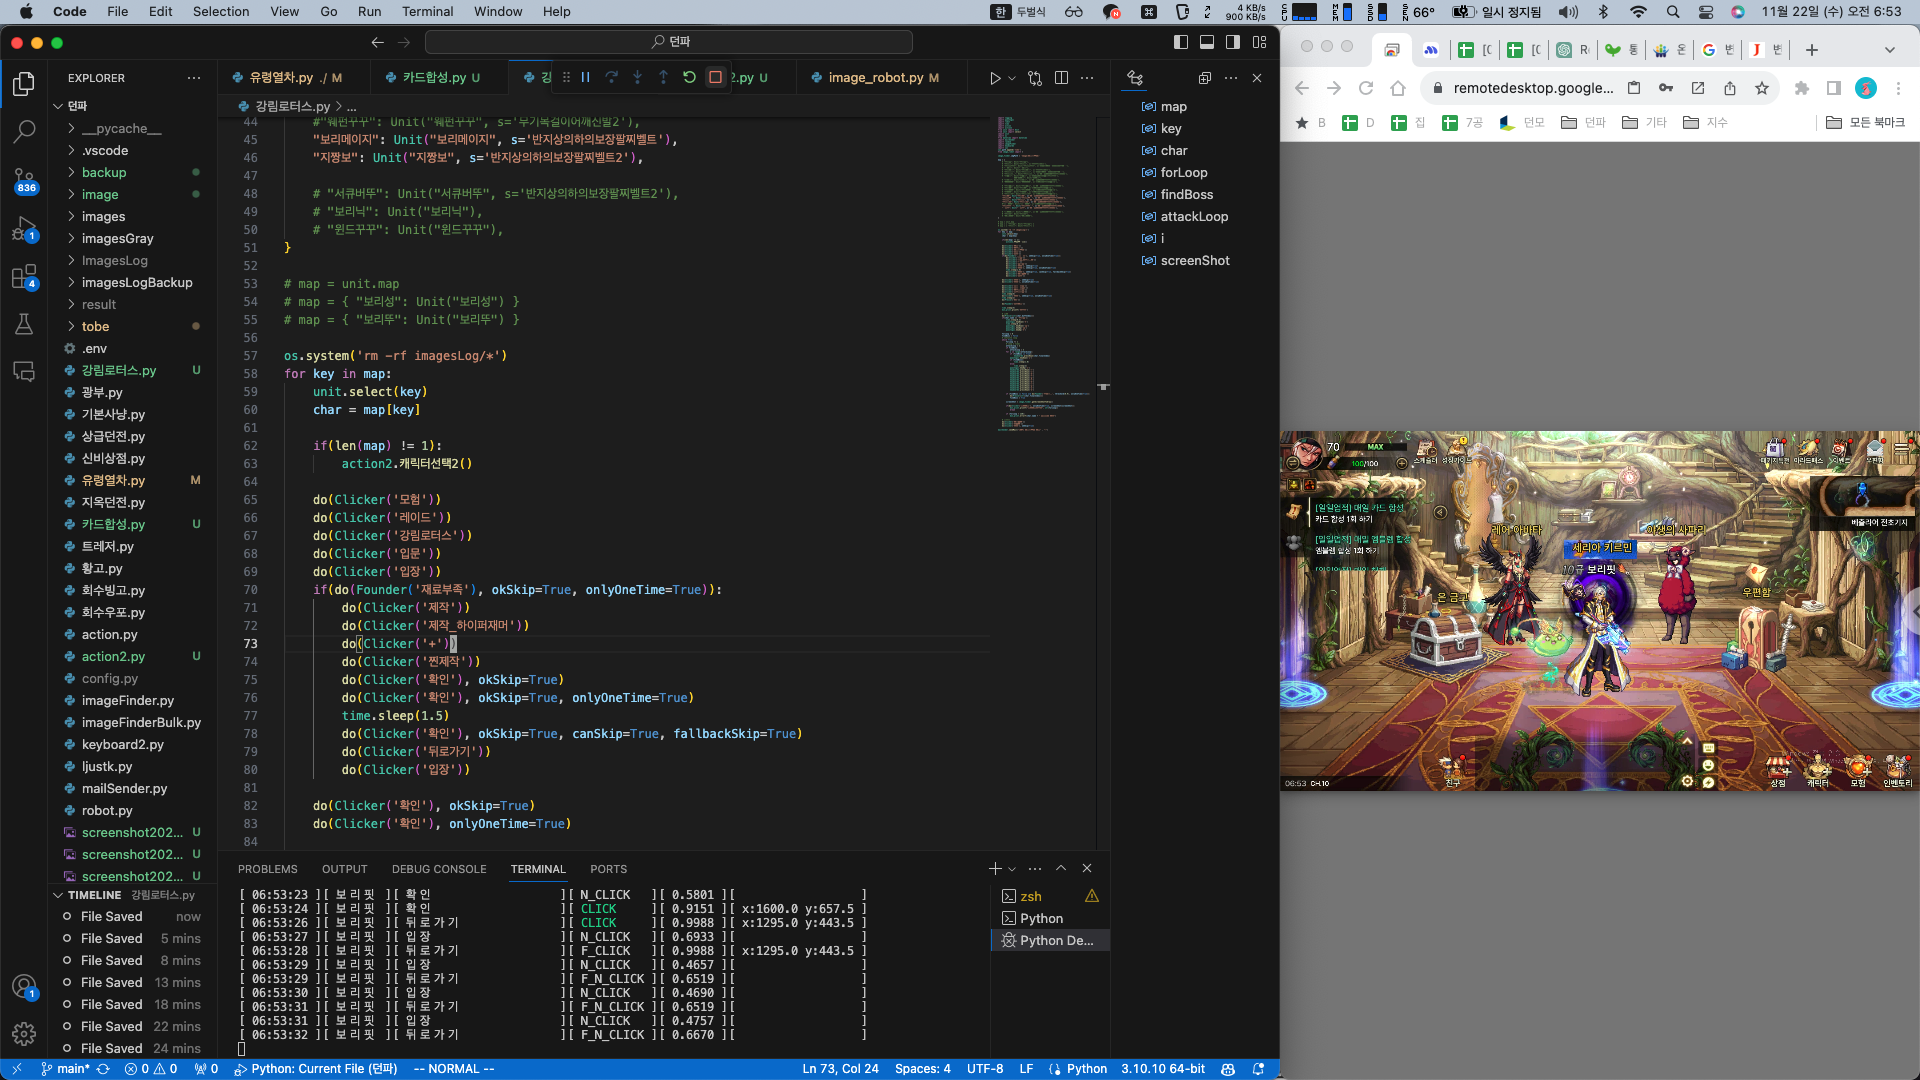 Code File Edit Selection View Go Run Terminal Window Help
한 두벌식 4 KB/s 900 KB/s 66° 일시 정지됨 11월 22일 (수) 오전 6:53
던파
EXPLORER
던파
__pycache__
.vscode
backup
image
images
imagesGray
ImagesLog
imagesLogBackup
result
tobe
.env
강림로터스.py U
광부.py
기본사냥.py
상급던전.py
신비상점.py
유령열차.py M
지옥던전.py
카드합성.py U
트레저.py
황고.py
회수빙고.py
회수우포.py
action.py
action2.py U
config.py
imageFinder.py
imageFinderBulk.py
keyboard2.py
ljustk.py
mailSender.py
robot.py
screenshot202... U
screenshot202... U
screenshot202... U
TIMELINE 강림로터스.py
File Saved now
File Saved 5 mins
File Saved 8 mins
File Saved 13 mins
File Saved 18 mins
File Saved 22 mins
File Saved 24 mins
836
1
4
1
유령열차.py ./ M 카드합성.py U 2.py U image_robot.py M
강림로터스.py > ...
44 #"웨펀꾸꾸": Unit("웨펀꾸꾸", s='무기목걸이어깨신발2'),
45 "보리메이지": Unit("보리메이지", s='반지상의하의보장팔찌벨트'),
46 "지짱보": Unit("지짱보", s='반지상의하의보장팔찌벨트2'),
47
48 # "서큐버뚜": Unit("서큐버뚜", s='반지상의하의보장팔찌벨트2'),
49 # "보리닉": Unit("보리닉"),
50 # "윈드꾸꾸": Unit("윈드꾸꾸"),
51 }
52
53 # map = unit.map
54 # map = { "보리성": Unit("보리성") }
55 # map = { "보리뚜": Unit("보리뚜") }
56
57 os.system('rm -rf imagesLog/*')
58 for key in map:
59 unit.select(key)
60 char = map[key]
61
62 if(len(map) != 1):
63 action2.캐릭터선택2()
64
65 do(Clicker('모험'))
66 do(Clicker('레이드'))
67 do(Clicker('강림로터스'))
68 do(Clicker('입문'))
69 do(Clicker('입장'))
70 if(do(Founder('재료부족'), okSkip=True, onlyOneTime=True)):
71 do(Clicker('제작'))
72 do(Clicker('제작_하이퍼재머'))
73 do(Clicker('+'))
74 do(Clicker('찐제작'))
75 do(Clicker('확인'), okSkip=True)
76 do(Clicker('확인'), okSkip=True, onlyOneTime=True)
77 time.sleep(1.5)
78 do(Clicker('확인'), okSkip=True, canSkip=True, fallbackSkip=True)
79 do(Clicker('뒤로가기'))
80 do(Clicker('입장'))
81
82 do(Clicker('확인'), okSkip=True)
83 do(Clicker('확인'), onlyOneTime=True)
84
map
key
char
forLoop
findBoss
attackLoop
i
screenShot
PROBLEMS OUTPUT DEBUG CONSOLE TERMINAL PORTS
[ 06:53:23 ][ 보리핏 ][ 확인 ][ N_CLICK ][ 0.5801 ][ ]
[ 06:53:24 ][ 보리핏 ][ 확인 ][ CLICK ][ 0.9151 ][ x:1600.0 y:657.5 ]
[ 06:53:26 ][ 보리핏 ][ 뒤로가기 ][ CLICK ][ 0.9988 ][ x:1295.0 y:443.5 ]
[ 06:53:27 ][ 보리핏 ][ 입장 ][ N_CLICK ][ 0.6933 ][ ]
[ 06:53:28 ][ 보리핏 ][ 뒤로가기 ][ F_CLICK ][ 0.9988 ][ x:1295.0 y:443.5 ]
[ 06:53:29 ][ 보리핏 ][ 입장 ][ N_CLICK ][ 0.4657 ][ ]
[ 06:53:29 ][ 보리핏 ][ 뒤로가기 ][ F_N_CLICK ][ 0.6519 ][ ]
[ 06:53:30 ][ 보리핏 ][ 입장 ][ N_CLICK ][ 0.4690 ][ ]
[ 06:53:31 ][ 보리핏 ][ 뒤로가기 ][ F_N_CLICK ][ 0.6519 ][ ]
[ 06:53:31 ][ 보리핏 ][ 입장 ][ N_CLICK ][ 0.4757 ][ ]
[ 06:53:32 ][ 보리핏 ][ 뒤로가기 ][ F_N_CLICK ][ 0.6670 ][ ]
zsh
Python
Python De...
main* 0 0 0 Python: Current File (던파) -- NORMAL -- Ln 73, Col 24 Spaces: 4 UTF-8 LF Python 3.10.10 64-bit
remotedesktop.google...
B D 집 7공 던모 던파 기타 지수 모든 북마크
70 MAX
100/100
스케줄러
이벤트 우편함
[일일업적] 매일 카드 합성
카드 합성 1회 하기
[일일업적] 매일 엠블렘 합성
엠블렘 합성 1회 하기
레어 아바타
야생의 사파리
세리아 키르민
보리핏
우편함
베출리어 전초기지
06:53 CH.10
친구 상점 캐릭터 모험 인벤토리